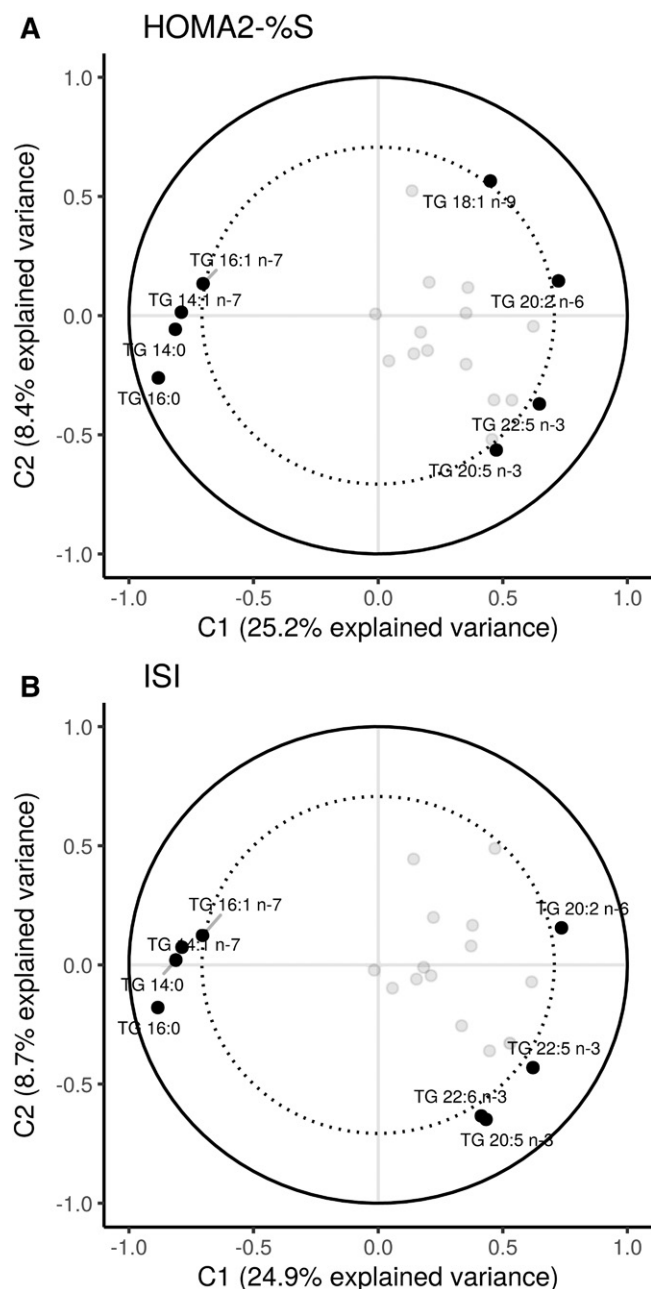 A HOMA2-%S
1.0
TG 18:1 n-9
0.5
TG 16:1 n-7
TG 14:1 n-7
TG 20:2 n-6
0.0
TG 14:0
TG 16:0
TG 22:5 n-3
-0.5
TG 20:5 n-3
-1.0
C2 (8.4% explained variance)
-1.0 -0.5 0.0 0.5 1.0
C1 (25.2% explained variance)
B ISI
1.0
0.5
TG 16:1 n-7
TG 20:2 n-6
TG 14:1 n-7
0.0
TG 14:0
TG 16:0
TG 22:5 n-3
-0.5
TG 22:6 n-3
TG 20:5 n-3
-1.0
C2 (8.7% explained variance)
-1.0 -0.5 0.0 0.5 1.0
C1 (24.9% explained variance)